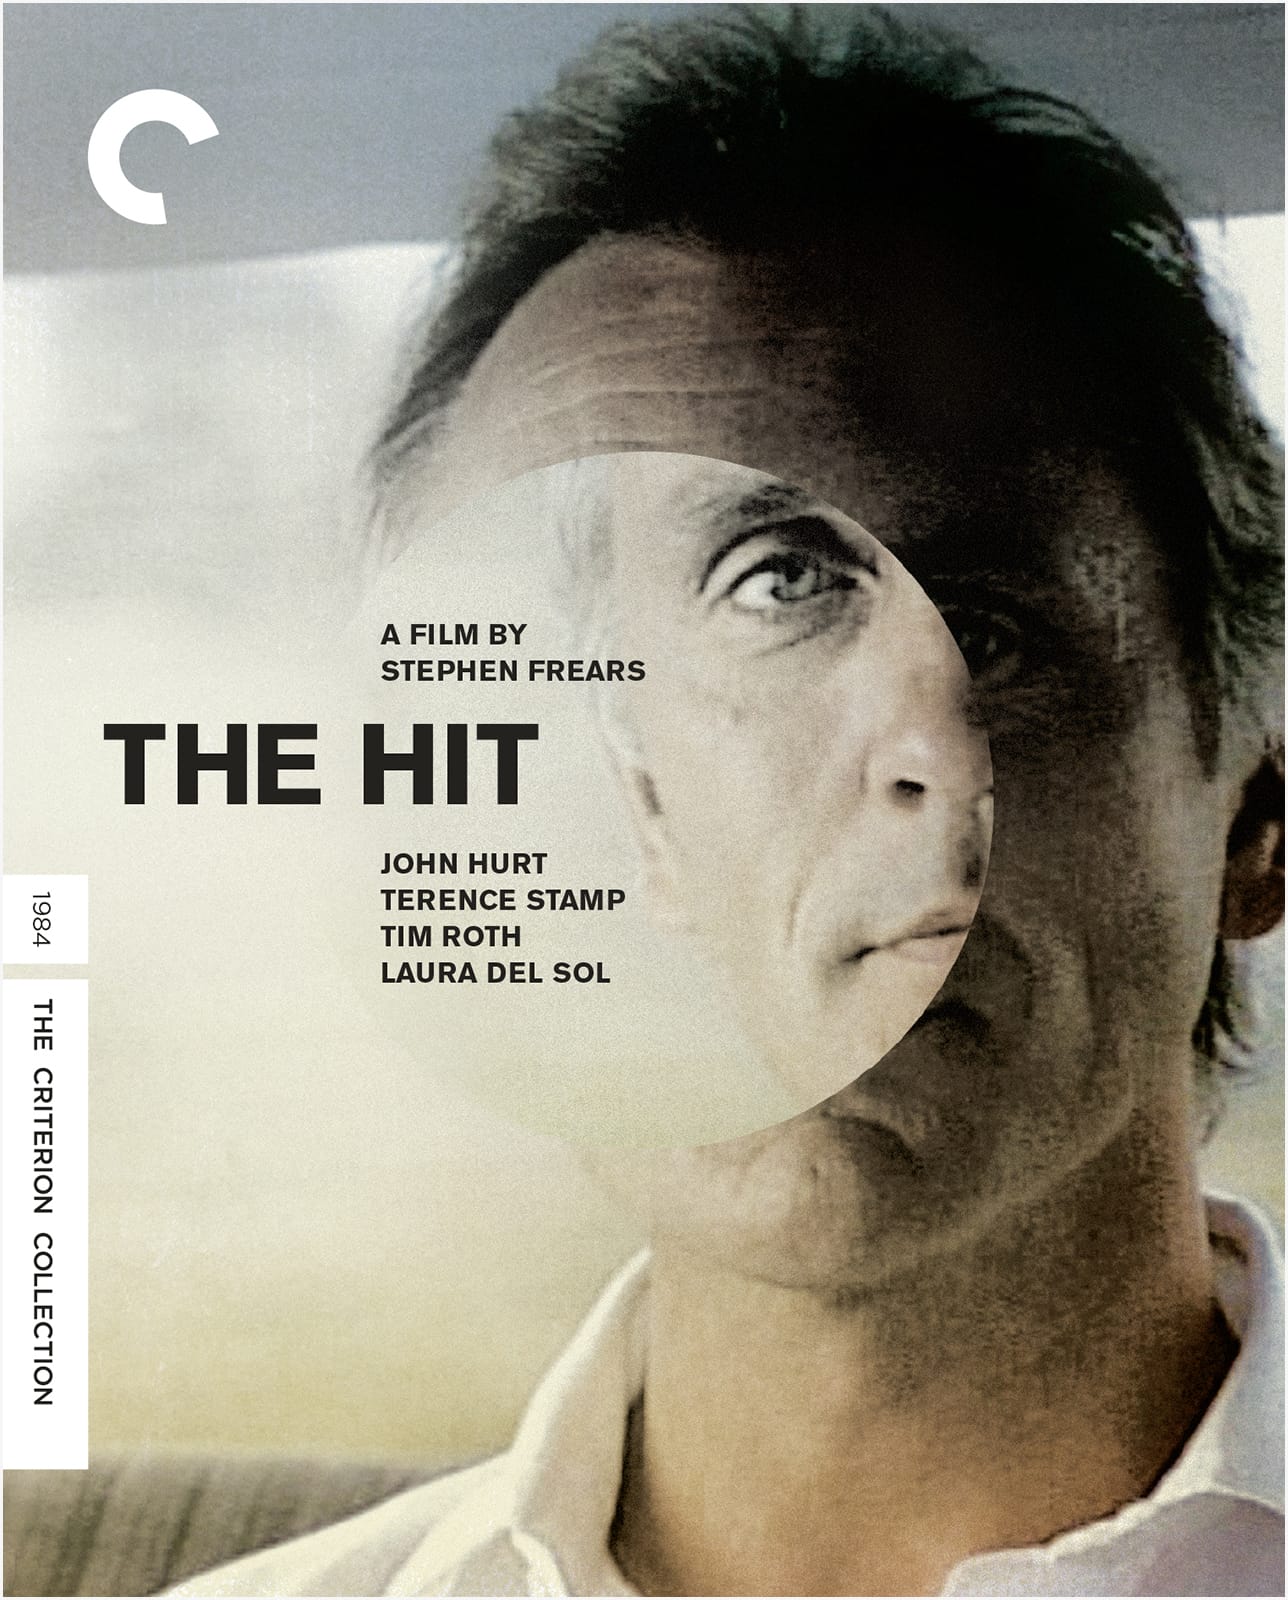 A FILM BY
STEPHEN FREARS
THE HIT
JOHN HURT
TERENCE STAMP
TIM ROTH
LAURA DEL SOL
1984
THE CRITERION COLLECTION